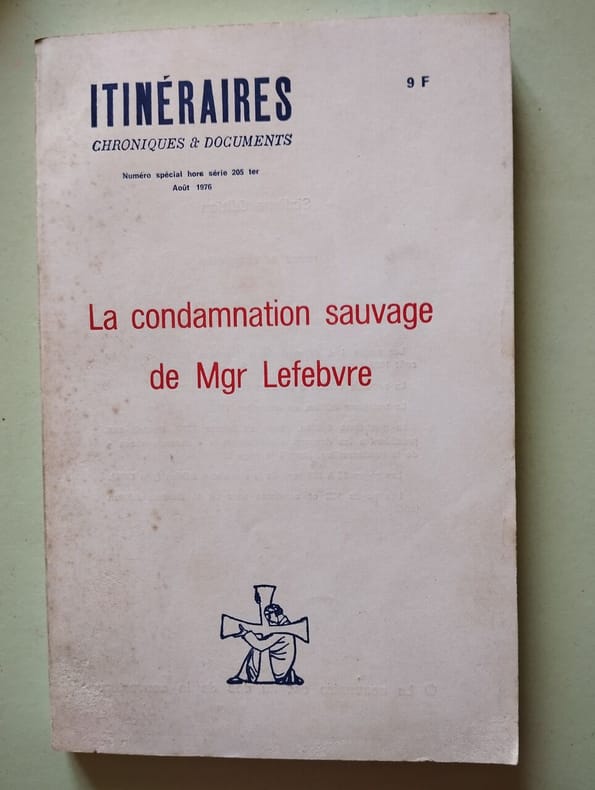 ITINÉRAIRES
9 F
CHRONIQUES & DOCUMENTS
Numéro spécial hors série 205 ter
Août 1976
La condamnation sauvage
de Mgr Lefebvre